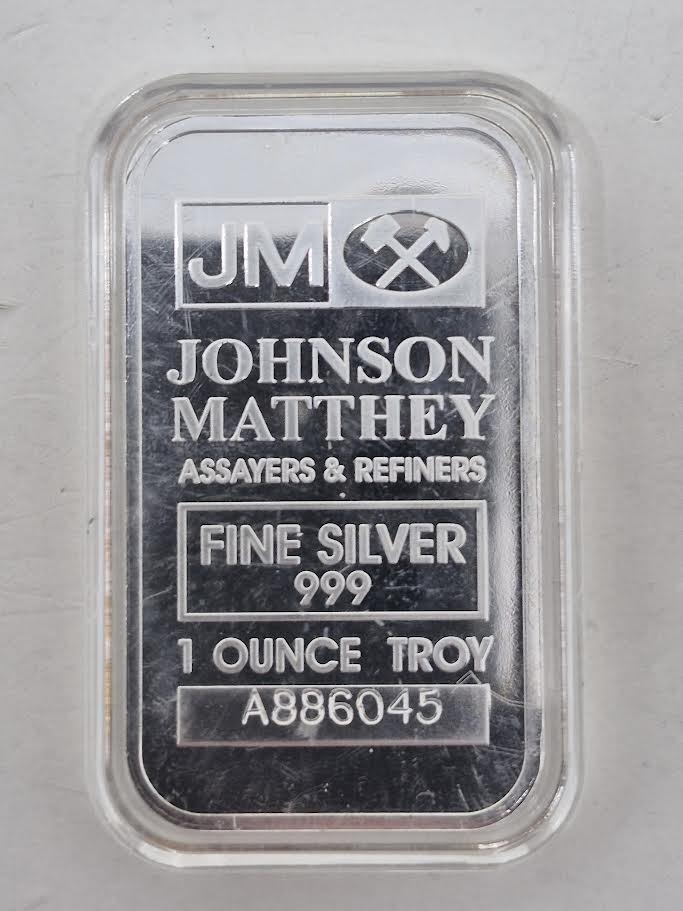 JM
JOHNSON
MATTHEY
ASSAYERS & REFINERS
FINE SILVER
999
1 OUNCE TROY
A886045